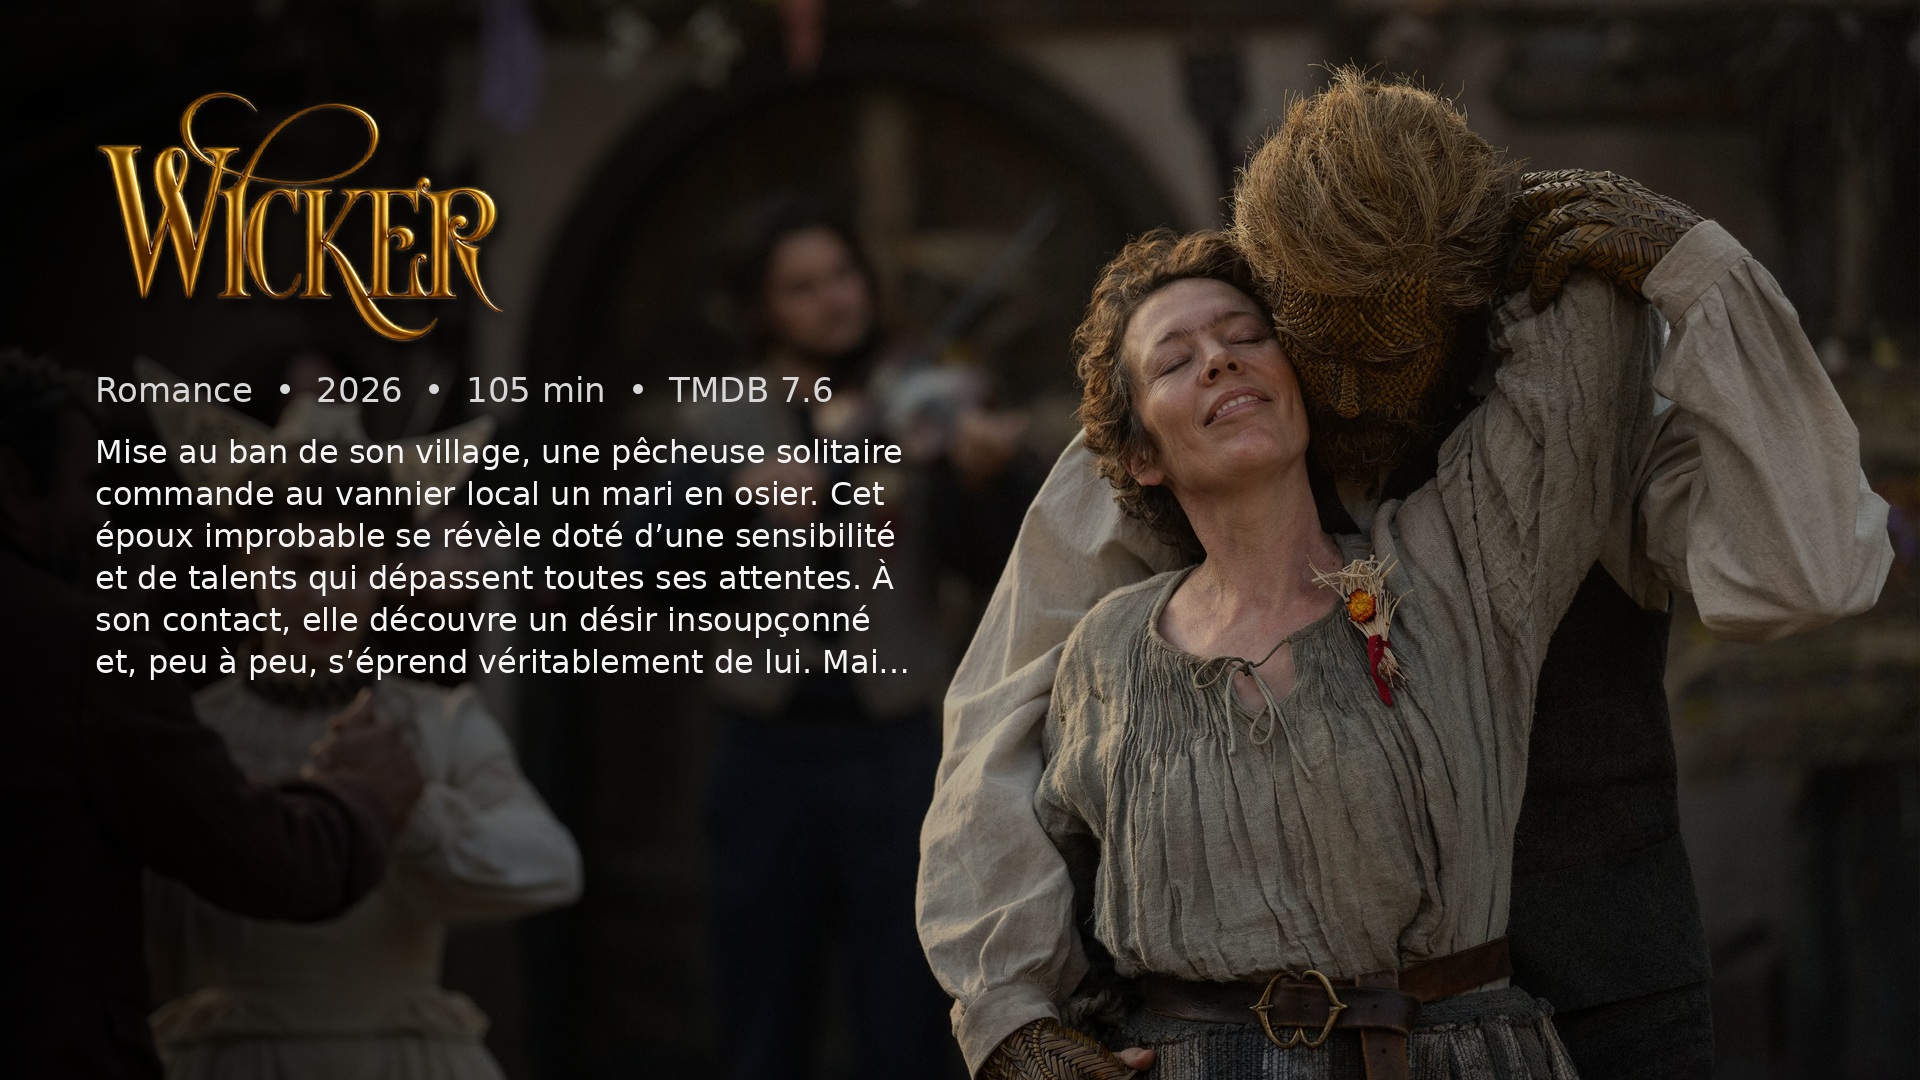 WICKER
Romance • 2026 • 105 min • TMDB 7.6
Mise au ban de son village, une pêcheuse solitaire
commande au vannier local un mari en osier. Cet
époux improbable se révèle doté d’une sensibilité
et de talents qui dépassent toutes ses attentes. À
son contact, elle découvre un désir insoupçonné
et, peu à peu, s’éprend véritablement de lui. Mai...